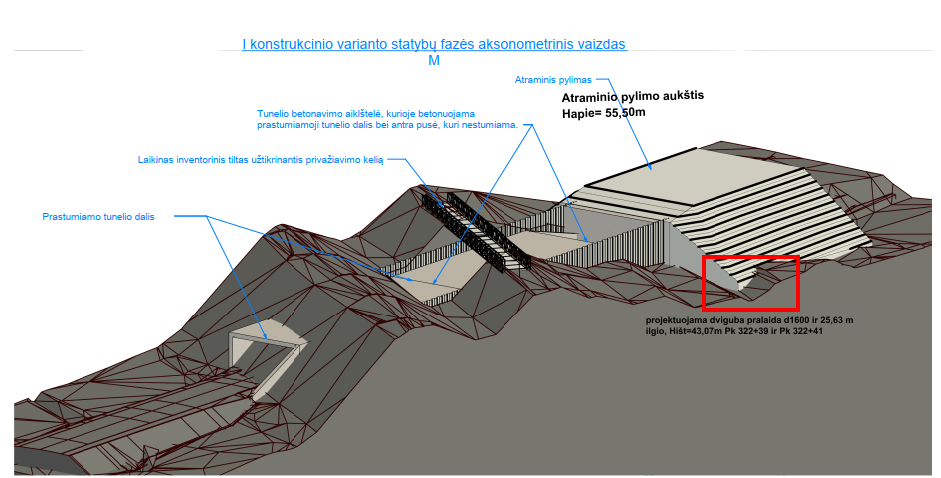 I konstrukcinio varianto statybų fazės aksonometrinis vaizdas
M
Atraminis pylimas
Atraminio pylimo aukštis
Hapie= 55,50m
Tunelio betonavimo aikštelė, kurioje betonuojama
prastumiamoji tunelio dalis bei antra pusė, kuri nestumiama.
Laikinas inventorinis tiltas užtikrinantis privažiavimo kelią
Prastumiamo tunelio dalis
projektuojama dviguba pralaida d1600 ir 25,63 m
ilgio, Hišt=43,07m Pk 322+39 ir Pk 322+41